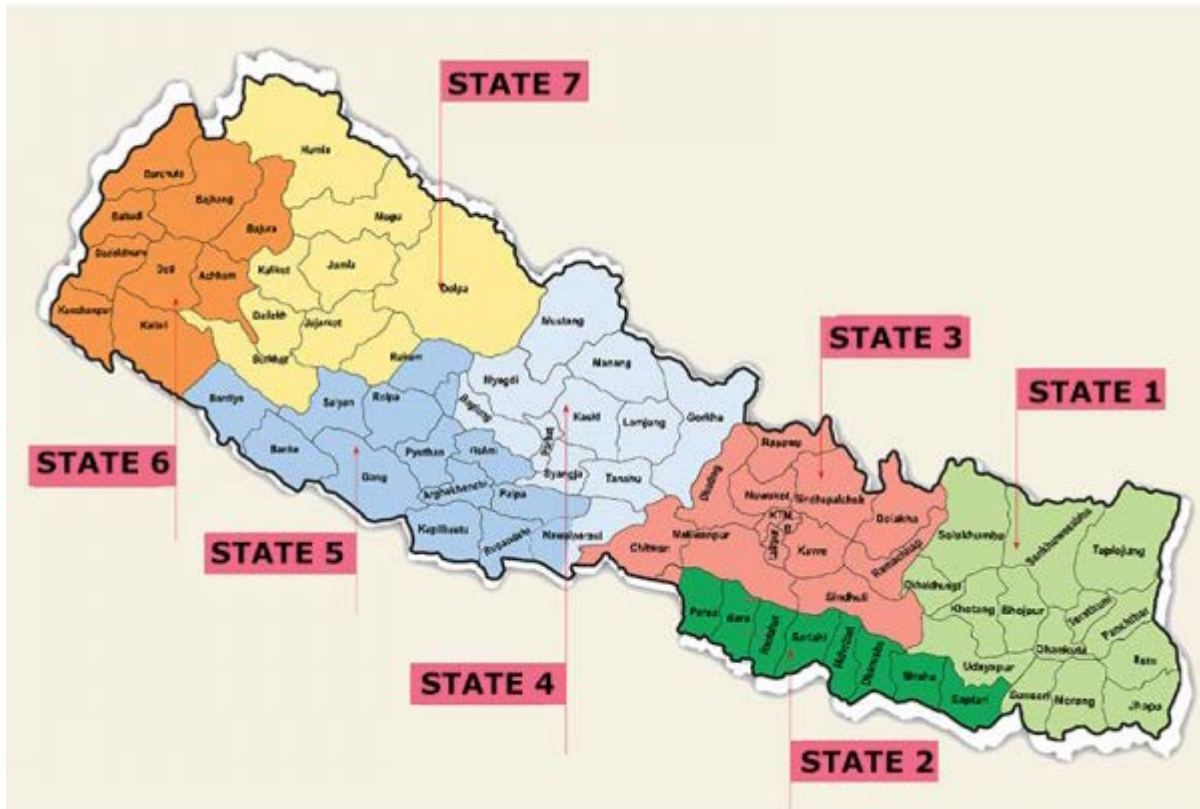 STATE 7
Humla
Darchula
Bajhang
Baitadi
Bajura
Mugu
Doti
Achham
Kalikot
Jumla
Dolpa
Kanchanpur
Kailali
Dailekh
Jajarkot
Mustang
STATE 3
Rukum
Manang
Surkhet
Myagdi
STATE 1
Bardiya
Salyan
Rolpa
Baglung
Kaski
Lamjung
Gorkha
Parbat
Rasuwa
STATE 6
Banke
Pyuthan
Gulmi
Dang
Syangja
Tanahu
Dhading
Nuwakot
Sindhupalchok
Arghakhanchi
Palpa
Dolakha
STATE 5
Kapilbastu
Rupandehi
Nawalparasi
Chitwan
Makwanpur
Lalitpur
Kavre
Ramechhap
Solukhumbu
Sankhuwasabha
Taplejung
Okhaldhunga
Sindhuli
Khotang
Bhojpur
Terathum
Panchthar
Parsa
Bara
Rautahat
Sarlahi
Mahottari
Dhanusha
Siraha
Saptari
Dhankuta
Udayapur
Ilam
Sunsari
Morang
Jhapa
STATE 4
STATE 2